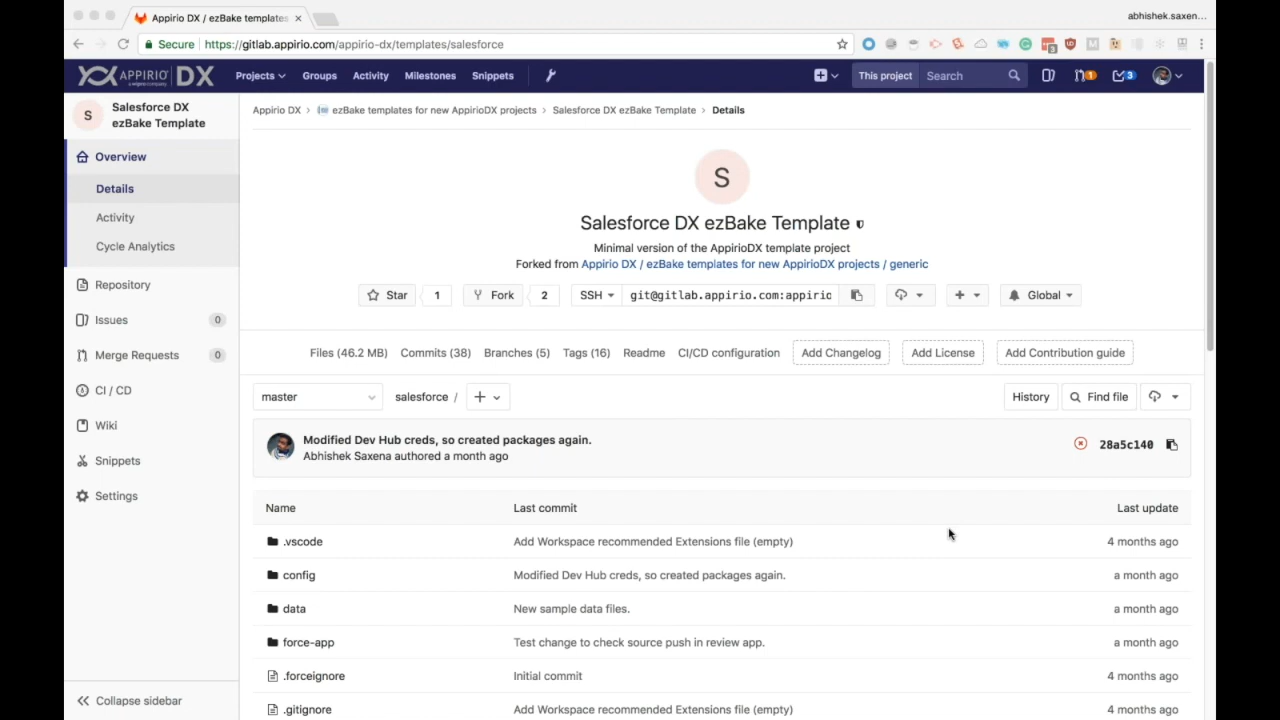 Appirio DX / ezBake templates
abhishek.saxen...
Secure
https://gitlab.appirio.com/appirio-dx/templates/salesforce
3
APPIRIO DX
Projects
Groups
Activity
Milestones
Snippets
This project
Search
1
3
S
Salesforce DX
ezBake Template
Appirio DX > ezBake templates for new AppirioDX projects > Salesforce DX ezBake Template > Details
Overview
Details
Activity
Cycle Analytics
Repository
Issues 0
Merge Requests 0
CI / CD
Wiki
Snippets
Settings
Collapse sidebar
S
Salesforce DX ezBake Template
Minimal version of the AppirioDX template project
Forked from Appirio DX / ezBake templates for new AppirioDX projects / generic
Star 1 Fork 2 SSH git@gitlab.appirio.com:appirio Global
Files (46.2 MB) Commits (38) Branches (5) Tags (16) Readme CI/CD configuration Add Changelog Add License Add Contribution guide
master salesforce / History Find file
Modified Dev Hub creds, so created packages again.
Abhishek Saxena authored a month ago
28a5c140
Name Last commit Last update
.vscode Add Workspace recommended Extensions file (empty) 4 months ago
config Modified Dev Hub creds, so created packages again. a month ago
data New sample data files. a month ago
force-app Test change to check source push in review app. a month ago
.forceignore Initial commit 4 months ago
.gitignore Add Workspace recommended Extensions file (empty) 4 months ago